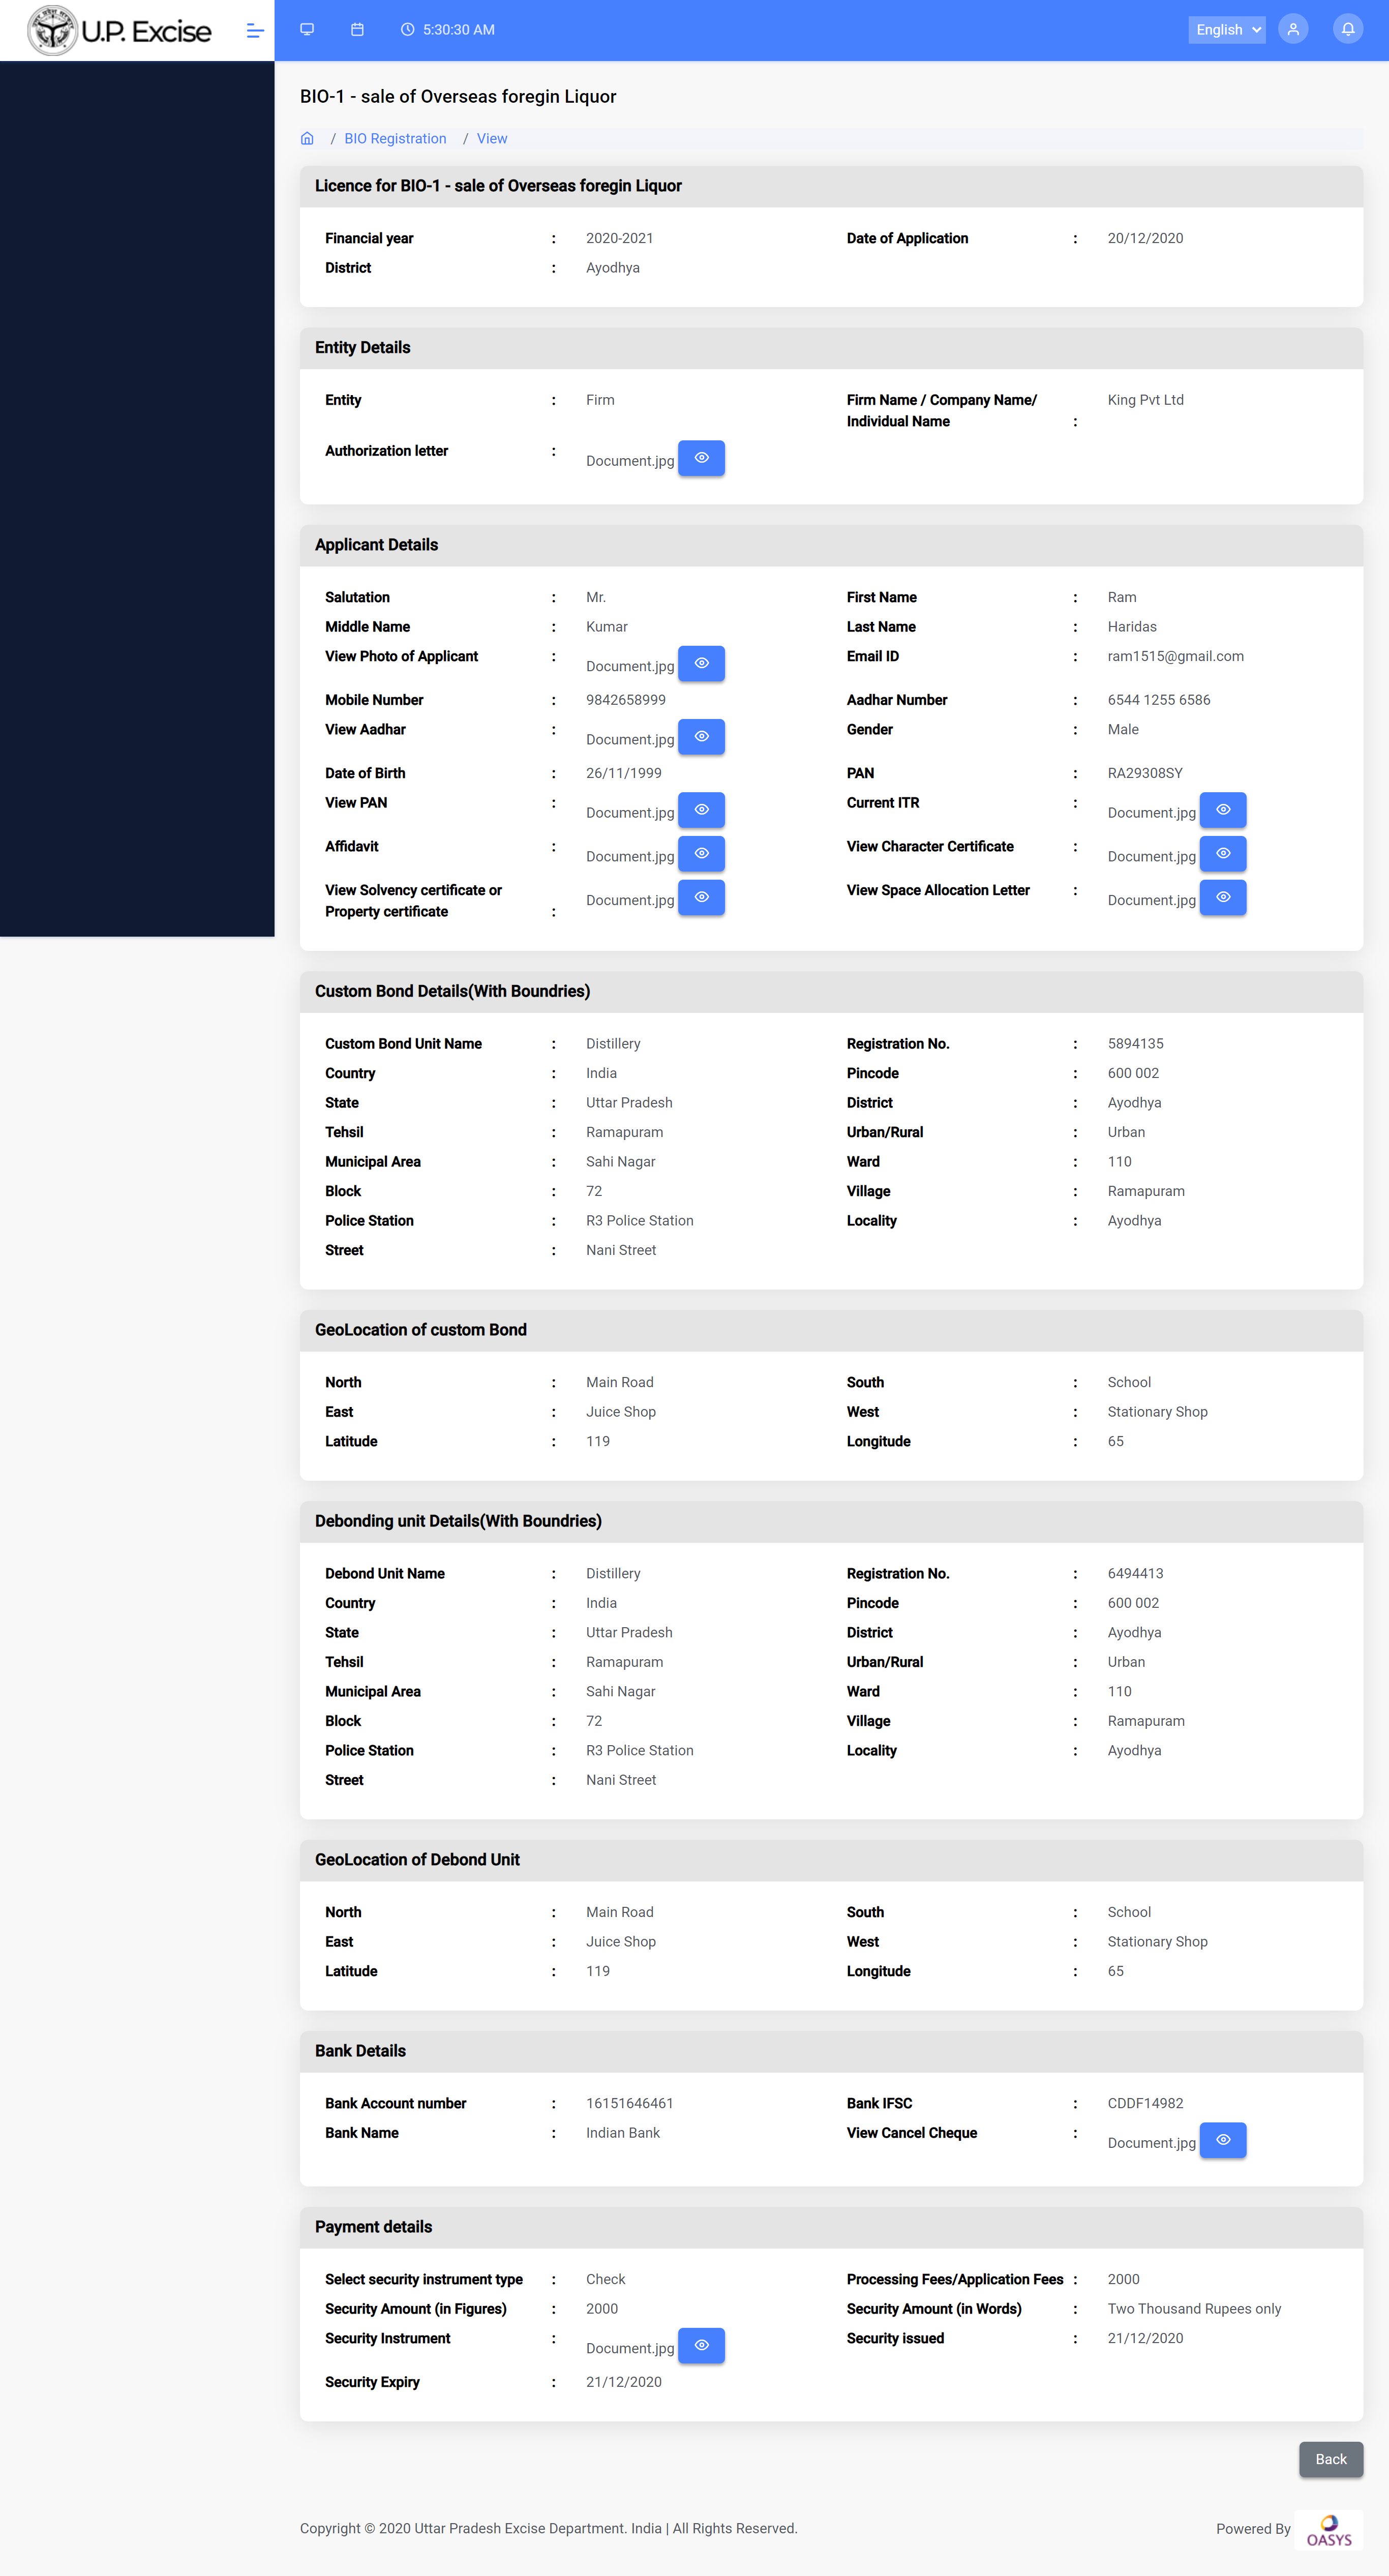 U.P. Excise
5:30:30 AM
English
BIO-1 - sale of Overseas foregin Liquor
/ BIO Registration / View
Licence for BIO-1 - sale of Overseas foregin Liquor
Financial year : 2020-2021 Date of Application : 20/12/2020
District : Ayodhya
Entity Details
Entity : Firm Firm Name / Company Name/ King Pvt Ltd
Individual Name :
Authorization letter : Document.jpg
Applicant Details
Salutation : Mr. First Name : Ram
Middle Name : Kumar Last Name : Haridas
View Photo of Applicant : Document.jpg Email ID : ram1515@gmail.com
Mobile Number : 9842658999 Aadhar Number : 6544 1255 6586
View Aadhar : Document.jpg Gender : Male
Date of Birth : 26/11/1999 PAN : RA29308SY
View PAN : Document.jpg Current ITR : Document.jpg
Affidavit : Document.jpg View Character Certificate : Document.jpg
View Solvency certificate or Document.jpg View Space Allocation Letter : Document.jpg
Property certificate :
Custom Bond Details(With Boundries)
Custom Bond Unit Name : Distillery Registration No. : 5894135
Country : India Pincode : 600 002
State : Uttar Pradesh District : Ayodhya
Tehsil : Ramapuram Urban/Rural : Urban
Municipal Area : Sahi Nagar Ward : 110
Block : 72 Village : Ramapuram
Police Station : R3 Police Station Locality : Ayodhya
Street : Nani Street
GeoLocation of custom Bond
North : Main Road South : School
East : Juice Shop West : Stationary Shop
Latitude : 119 Longitude : 65
Debonding unit Details(With Boundries)
Debond Unit Name : Distillery Registration No. : 6494413
Country : India Pincode : 600 002
State : Uttar Pradesh District : Ayodhya
Tehsil : Ramapuram Urban/Rural : Urban
Municipal Area : Sahi Nagar Ward : 110
Block : 72 Village : Ramapuram
Police Station : R3 Police Station Locality : Ayodhya
Street : Nani Street
GeoLocation of Debond Unit
North : Main Road South : School
East : Juice Shop West : Stationary Shop
Latitude : 119 Longitude : 65
Bank Details
Bank Account number : 16151646461 Bank IFSC : CDDF14982
Bank Name : Indian Bank View Cancel Cheque : Document.jpg
Payment details
Select security instrument type : Check Processing Fees/Application Fees : 2000
Security Amount (in Figures) : 2000 Security Amount (in Words) : Two Thousand Rupees only
Security Instrument : Document.jpg Security issued : 21/12/2020
Security Expiry : 21/12/2020
Back
Copyright © 2020 Uttar Pradesh Excise Department. India | All Rights Reserved. Powered By OASYS